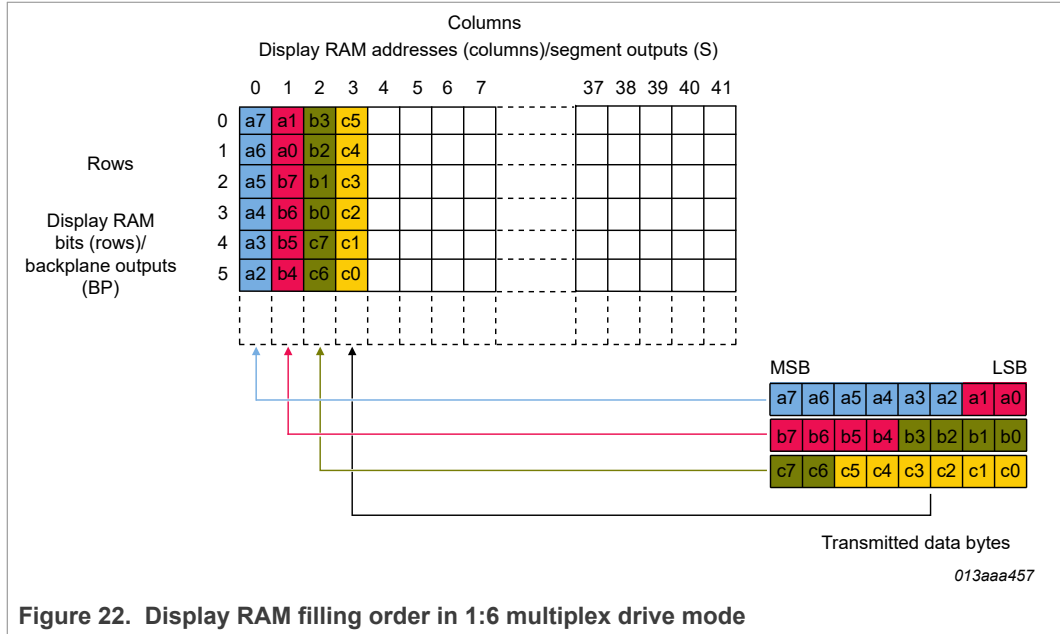 Columns
Display RAM addresses (columns)/segment outputs (S)
0 1 2 3 4 5 6 7 37 38 39 40 41
0 a7 a1 b3 c5
1 a6 a0 b2 c4
Rows
2 a5 b7 b1 c3
3 a4 b6 b0 c2
Display RAM
bits (rows)/
backplane outputs
(BP)
4 a3 b5 c7 c1
5 a2 b4 c6 c0
MSB LSB
a7 a6 a5 a4 a3 a2 a1 a0
b7 b6 b5 b4 b3 b2 b1 b0
c7 c6 c5 c4 c3 c2 c1 c0
Transmitted data bytes
013aaa457
Figure 22. Display RAM filling order in 1:6 multiplex drive mode